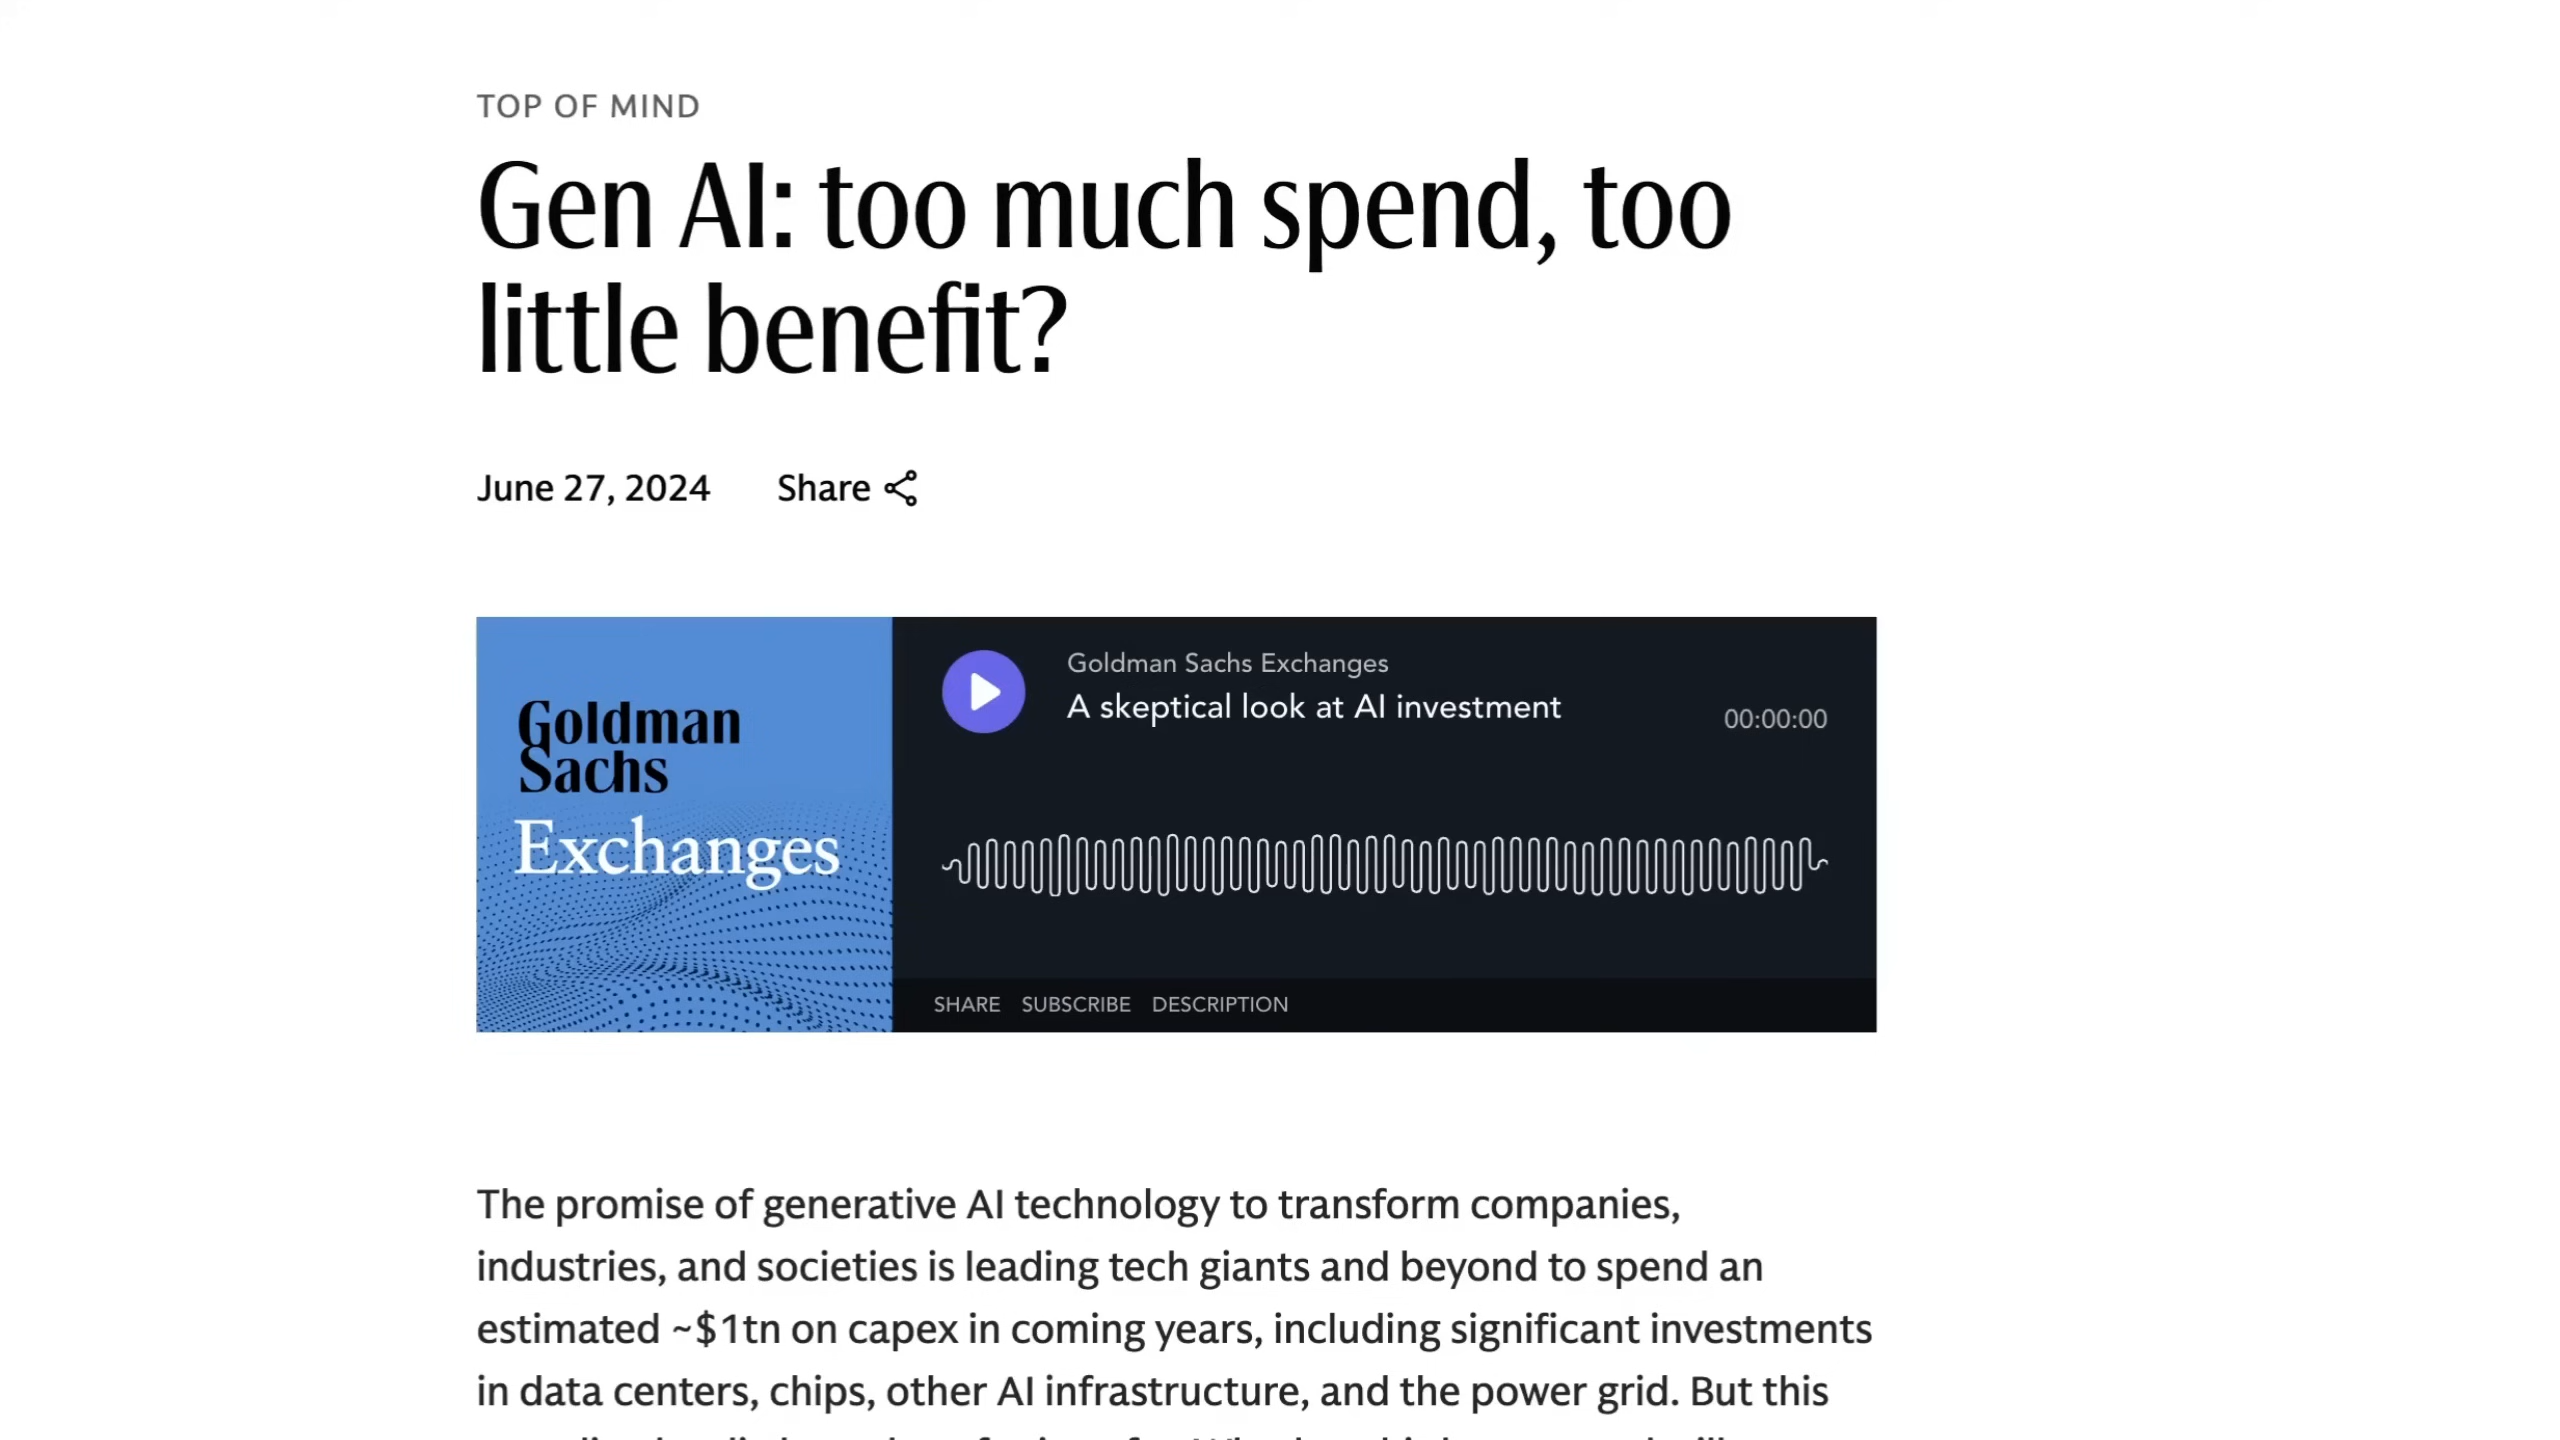 TOP OF MIND
Gen AI: too much spend, too
little benefit?
June 27, 2024 Share
Goldman
Sachs
Exchanges
Goldman Sachs Exchanges
A skeptical look at AI investment
00:00:00
SHARE SUBSCRIBE DESCRIPTION
The promise of generative AI technology to transform companies,
industries, and societies is leading tech giants and beyond to spend an
estimated ~$1tn on capex in coming years, including significant investments
in data centers, chips, other AI infrastructure, and the power grid. But this